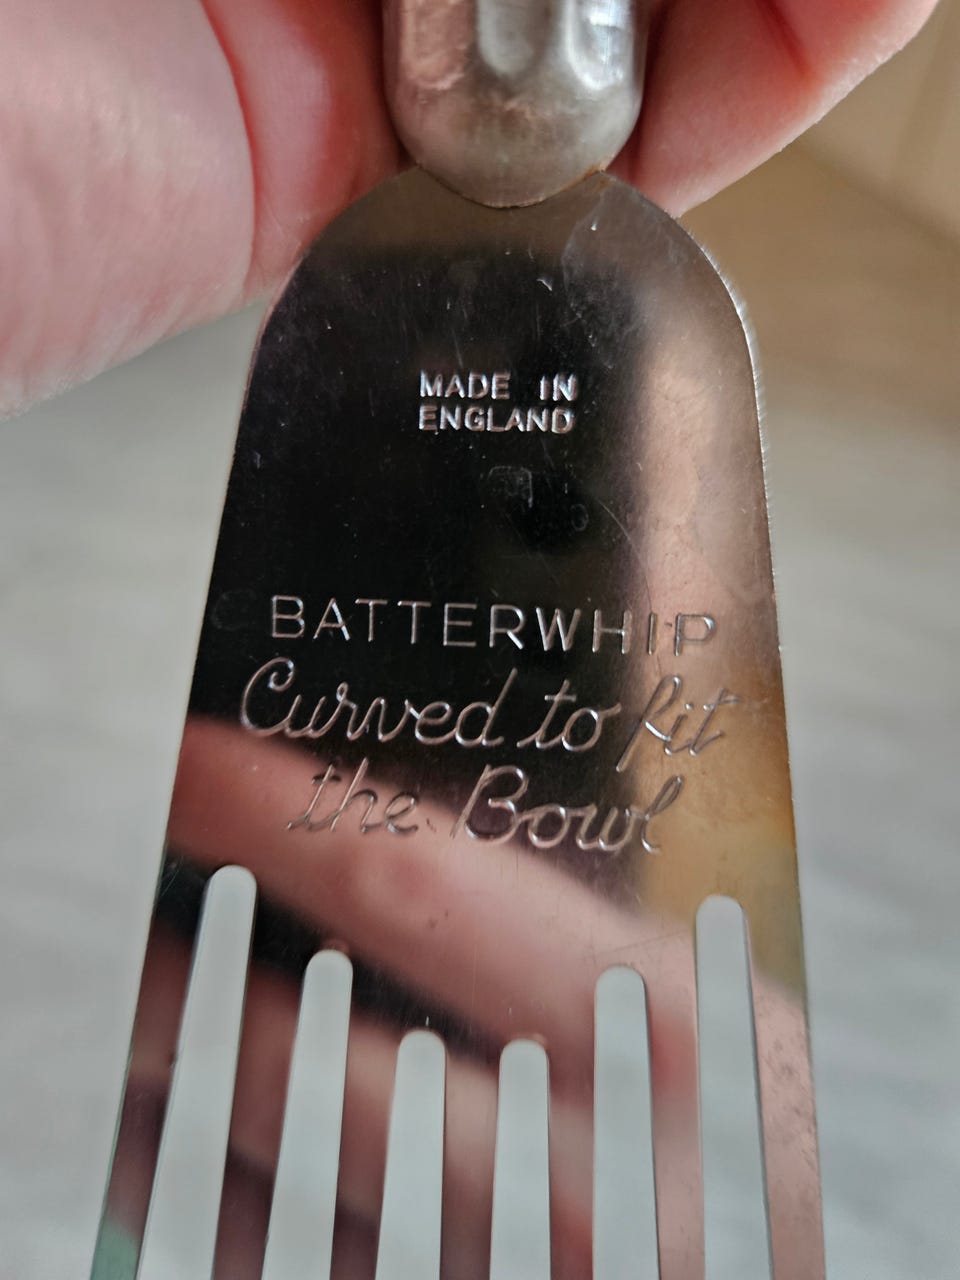 MADE IN
ENGLAND
BATTERWHIP
Curved to fit
the Bowl